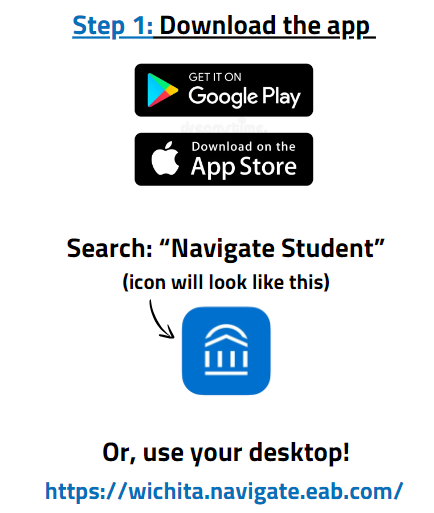 Step 1: Download the app
GET IT ON
Google Play
Download on the
App Store
Search: “Navigate Student”
(icon will look like this)
Or, use your desktop!
https://wichita.navigate.eab.com/